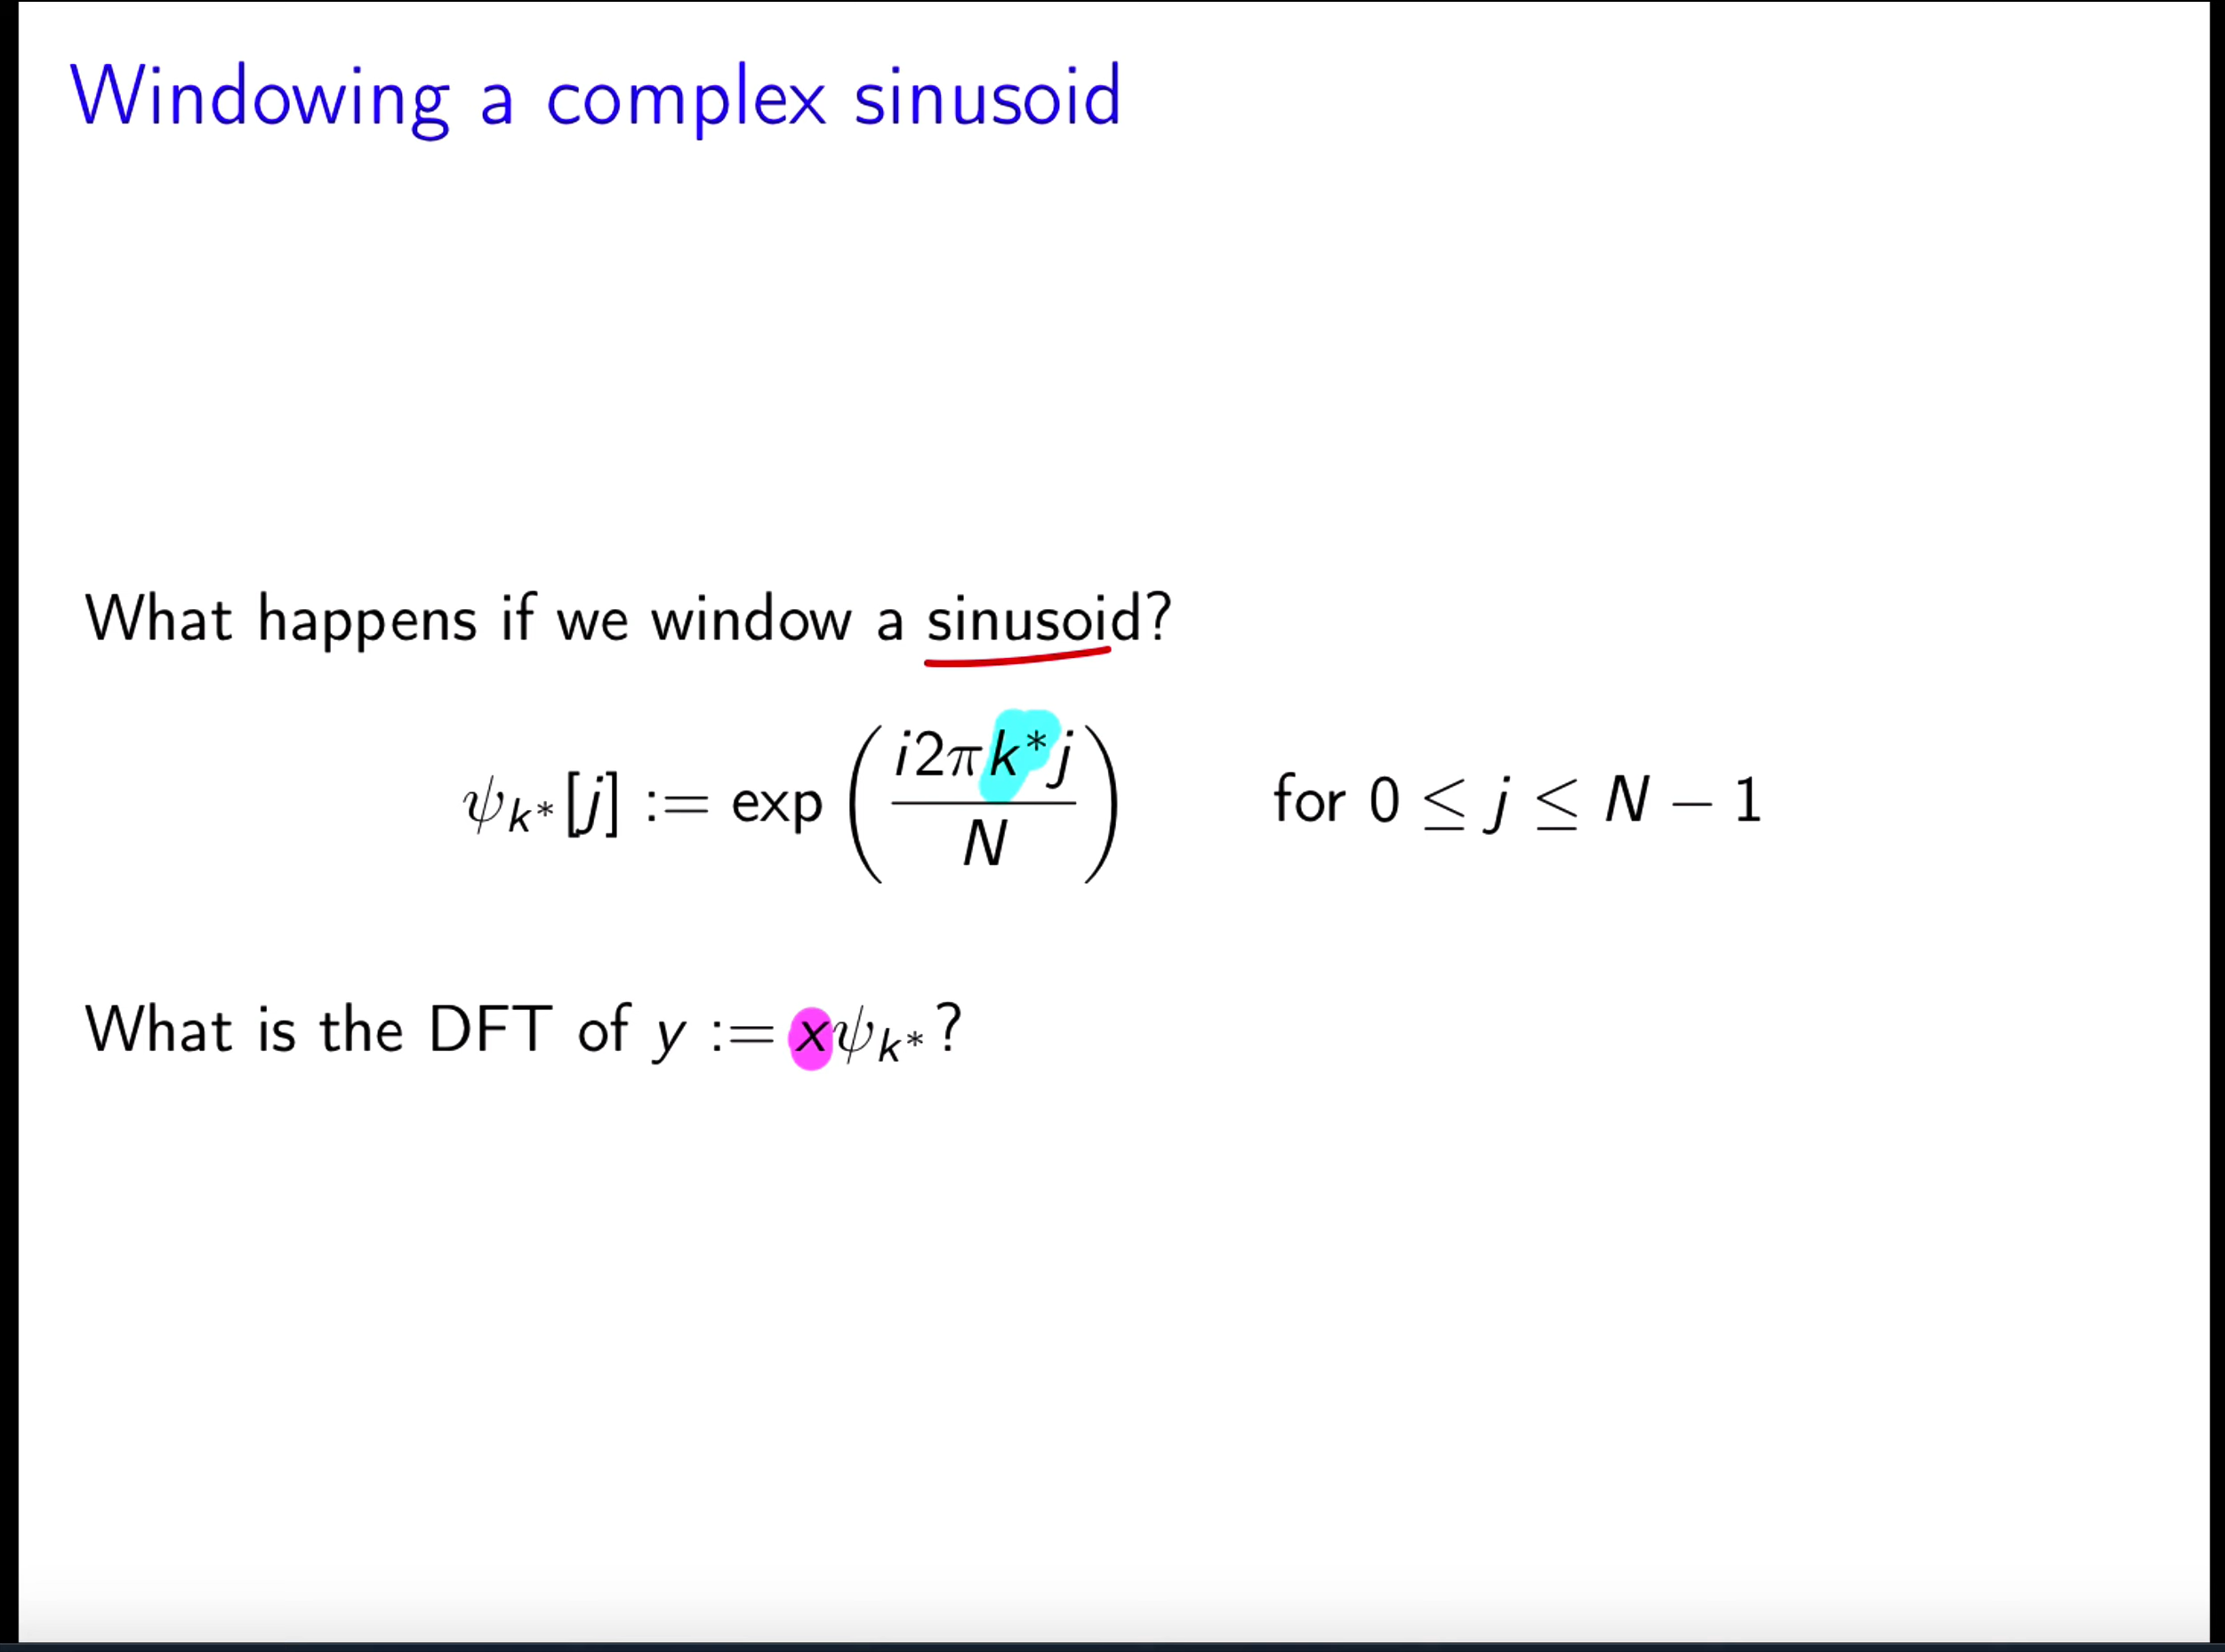 Windowing a complex sinusoid
What happens if we window a sinusoid?
ψ_{k*}[j] := exp(i2πk*j / N) for 0 ≤ j ≤ N − 1
What is the DFT of y := xψ_{k*}?